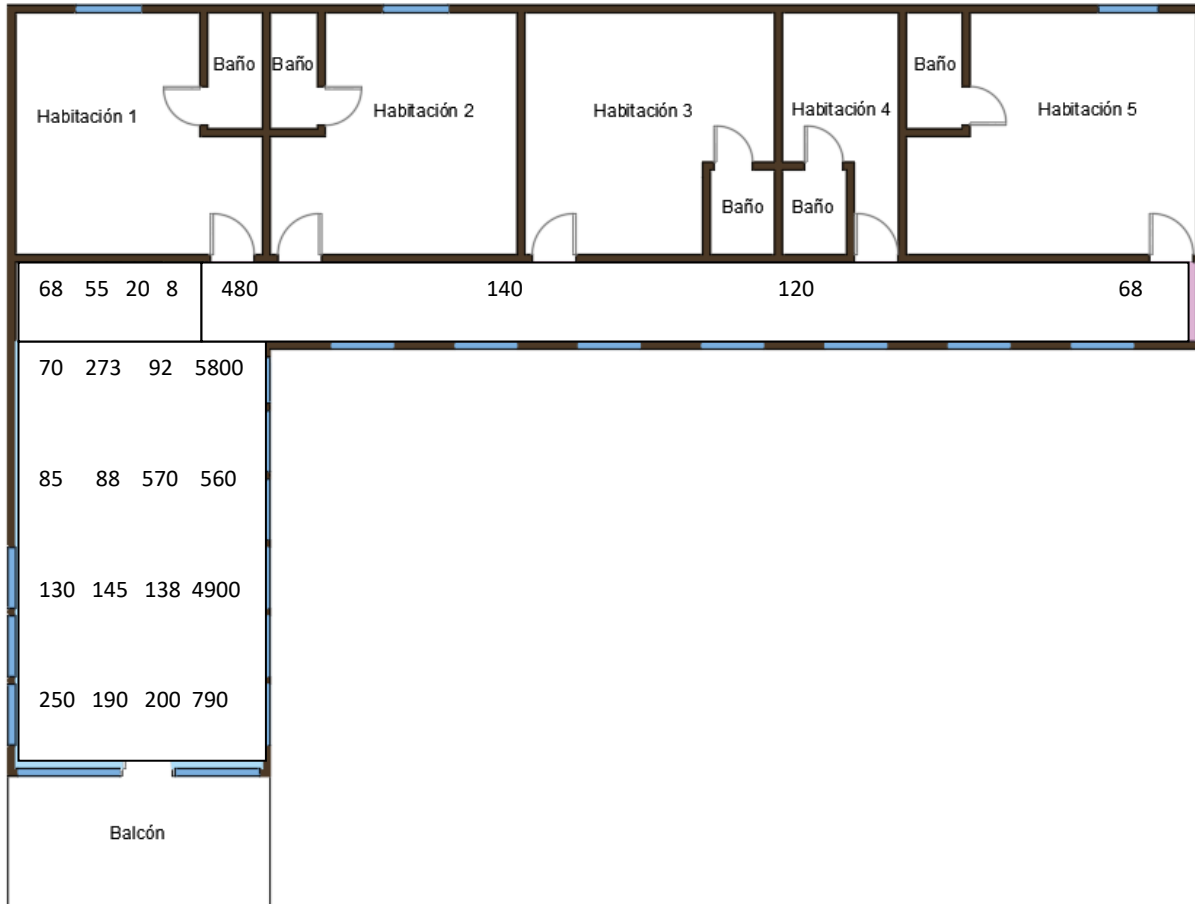 Baño Baño Baño
Habitación 1 Habitación 2 Habitación 3 Habitación 4 Habitación 5
Baño Baño
68 55 20 8 480 140 120 68
70 273 92 5800
85 88 570 560
130 145 138 4900
250 190 200 790
Balcón